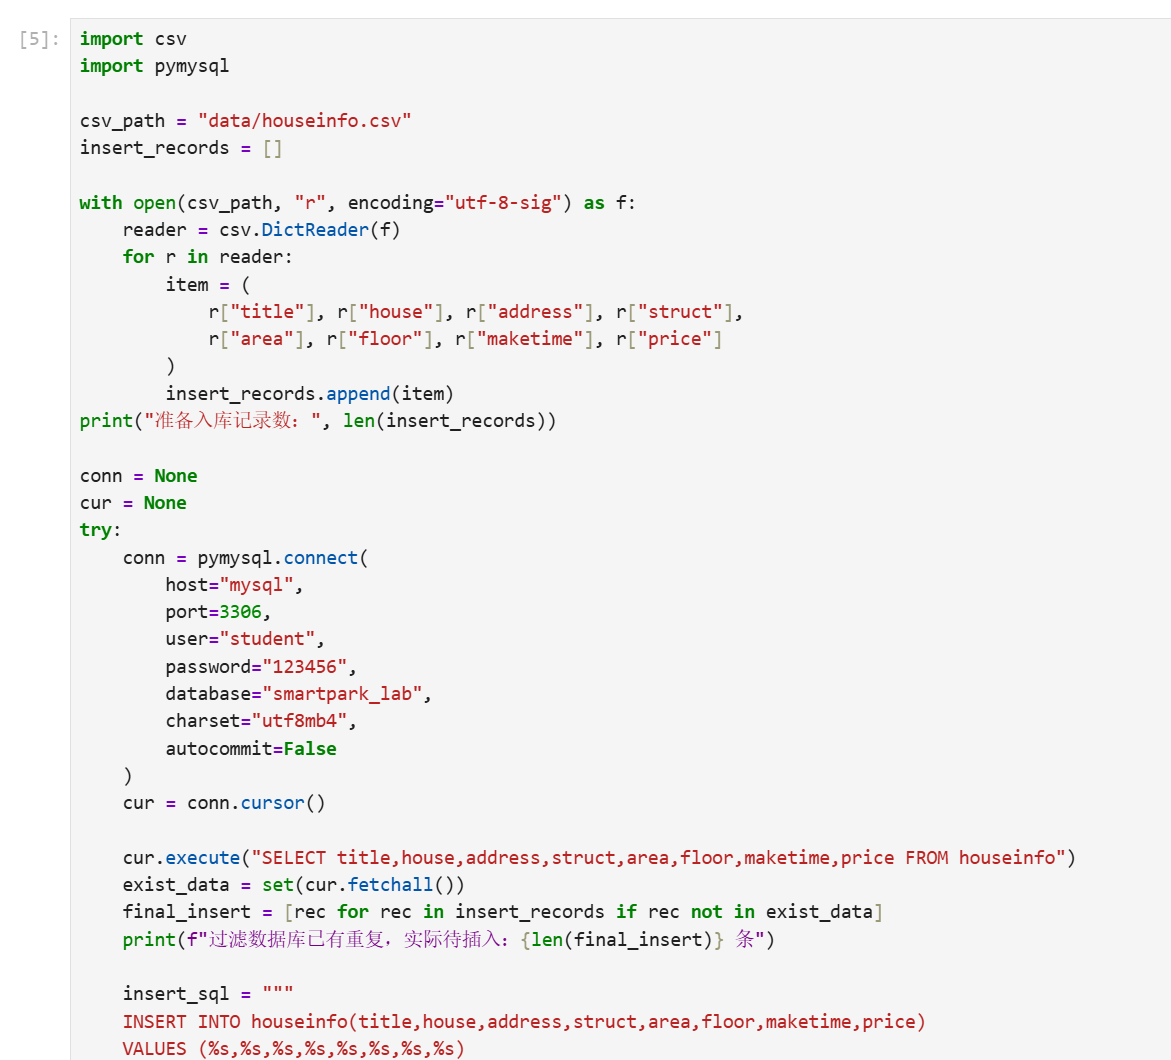 [5]:
import csv
import pymysql

csv_path = "data/houseinfo.csv"
insert_records = []

with open(csv_path, "r", encoding="utf-8-sig") as f:
    reader = csv.DictReader(f)
    for r in reader:
        item = (
            r["title"], r["house"], r["address"], r["struct"],
            r["area"], r["floor"], r["maketime"], r["price"]
        )
        insert_records.append(item)
print("准备入库记录数：", len(insert_records))

conn = None
cur = None
try:
    conn = pymysql.connect(
        host="mysql",
        port=3306,
        user="student",
        password="123456",
        database="smartpark_lab",
        charset="utf8mb4",
        autocommit=False
    )
    cur = conn.cursor()

    cur.execute("SELECT title,house,address,struct,area,floor,maketime,price FROM houseinfo")
    exist_data = set(cur.fetchall())
    final_insert = [rec for rec in insert_records if rec not in exist_data]
    print(f"过滤数据库已有重复，实际待插入：{len(final_insert)} 条")

    insert_sql = """
    INSERT INTO houseinfo(title,house,address,struct,area,floor,maketime,price)
    VALUES (%s,%s,%s,%s,%s,%s,%s,%s)